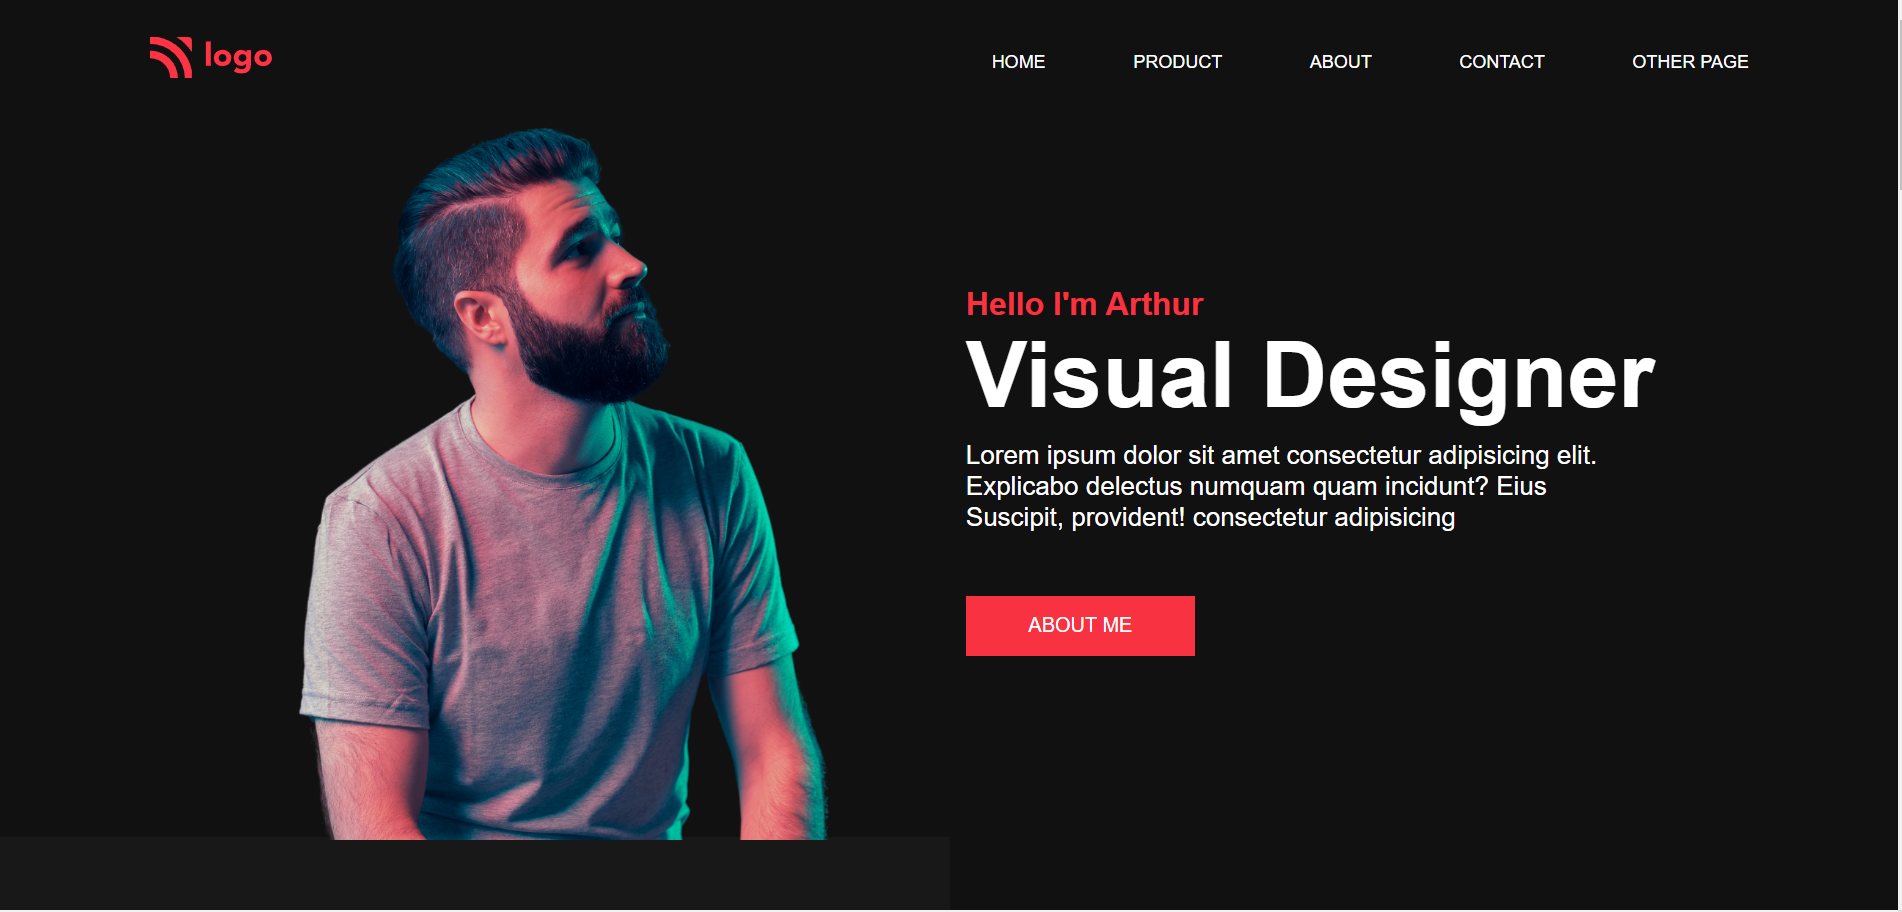 logo
HOME PRODUCT ABOUT CONTACT OTHER PAGE
Hello I'm Arthur
Visual Designer
Lorem ipsum dolor sit amet consectetur adipisicing elit.
Explicabo delectus numquam quam incidunt? Eius
Suscipit, provident! consectetur adipisicing
ABOUT ME